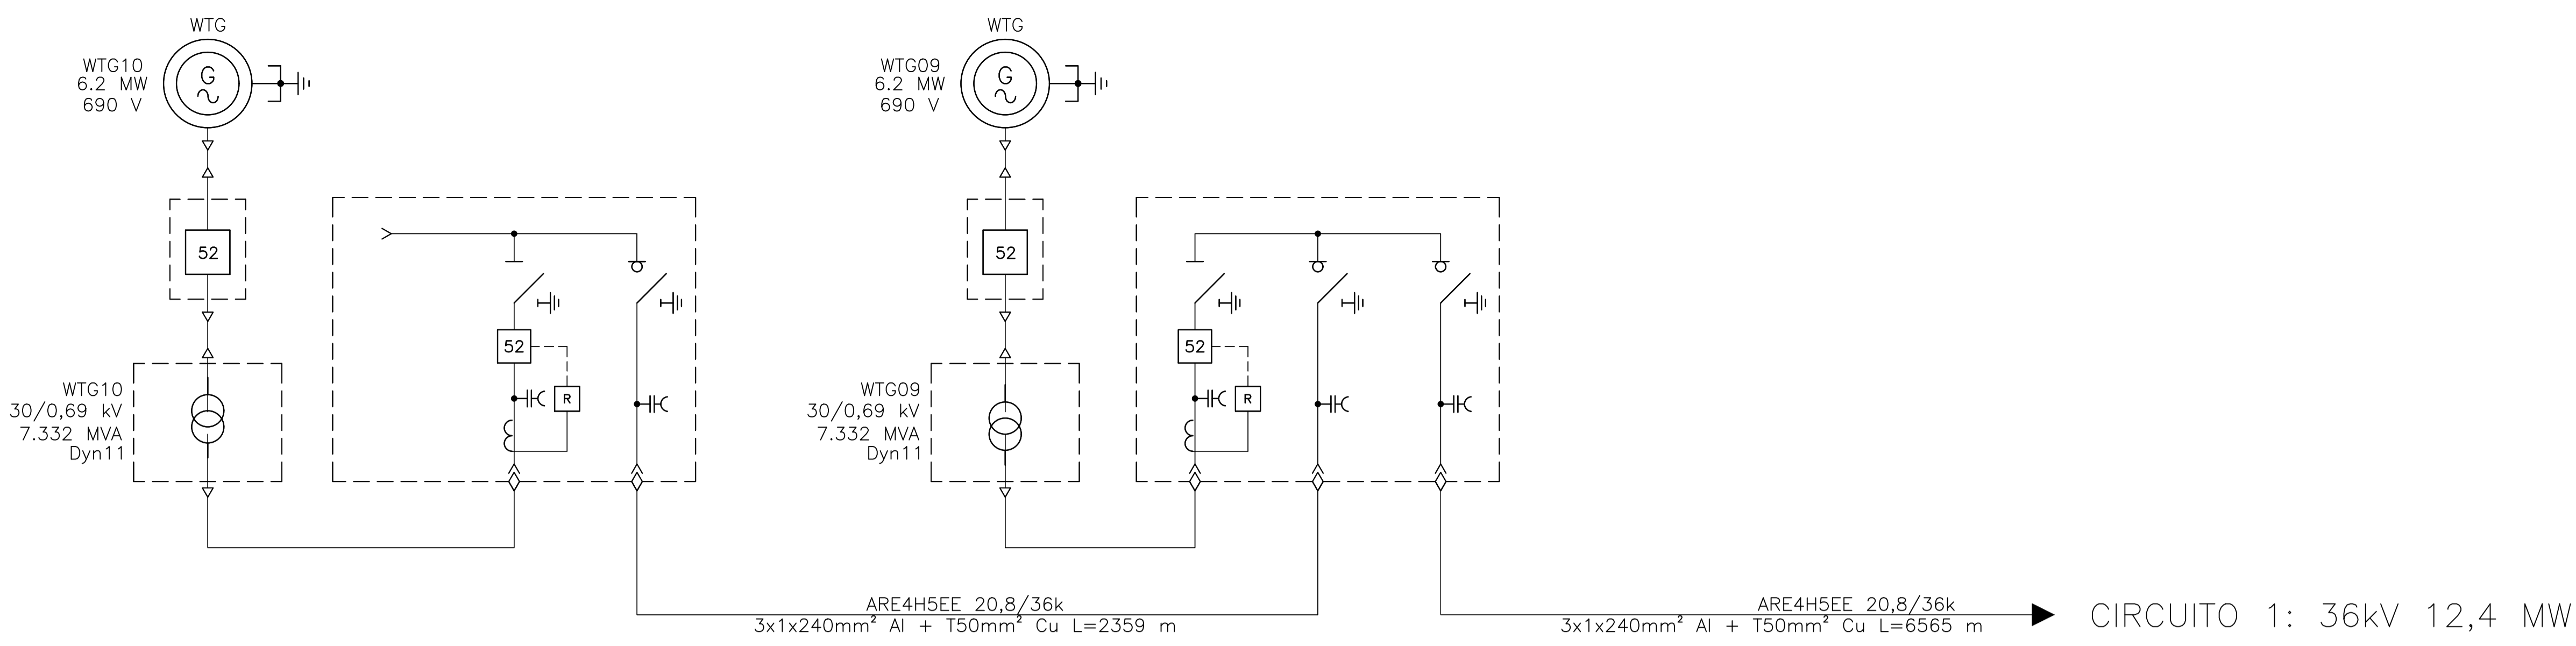 WTG
WTG10
6.2 MW
690 V
G
52
WTG10
30/0,69 kV
7.332 MVA
Dyn11
52
R
WTG
WTG09
6.2 MW
690 V
G
52
WTG09
30/0,69 kV
7.332 MVA
Dyn11
52
R
ARE4H5EE 20,8/36k
3x1x240mm² Al + T50mm² Cu L=2359 m
ARE4H5EE 20,8/36k
3x1x240mm² Al + T50mm² Cu L=6565 m
CIRCUITO 1: 36kV 12,4 MW